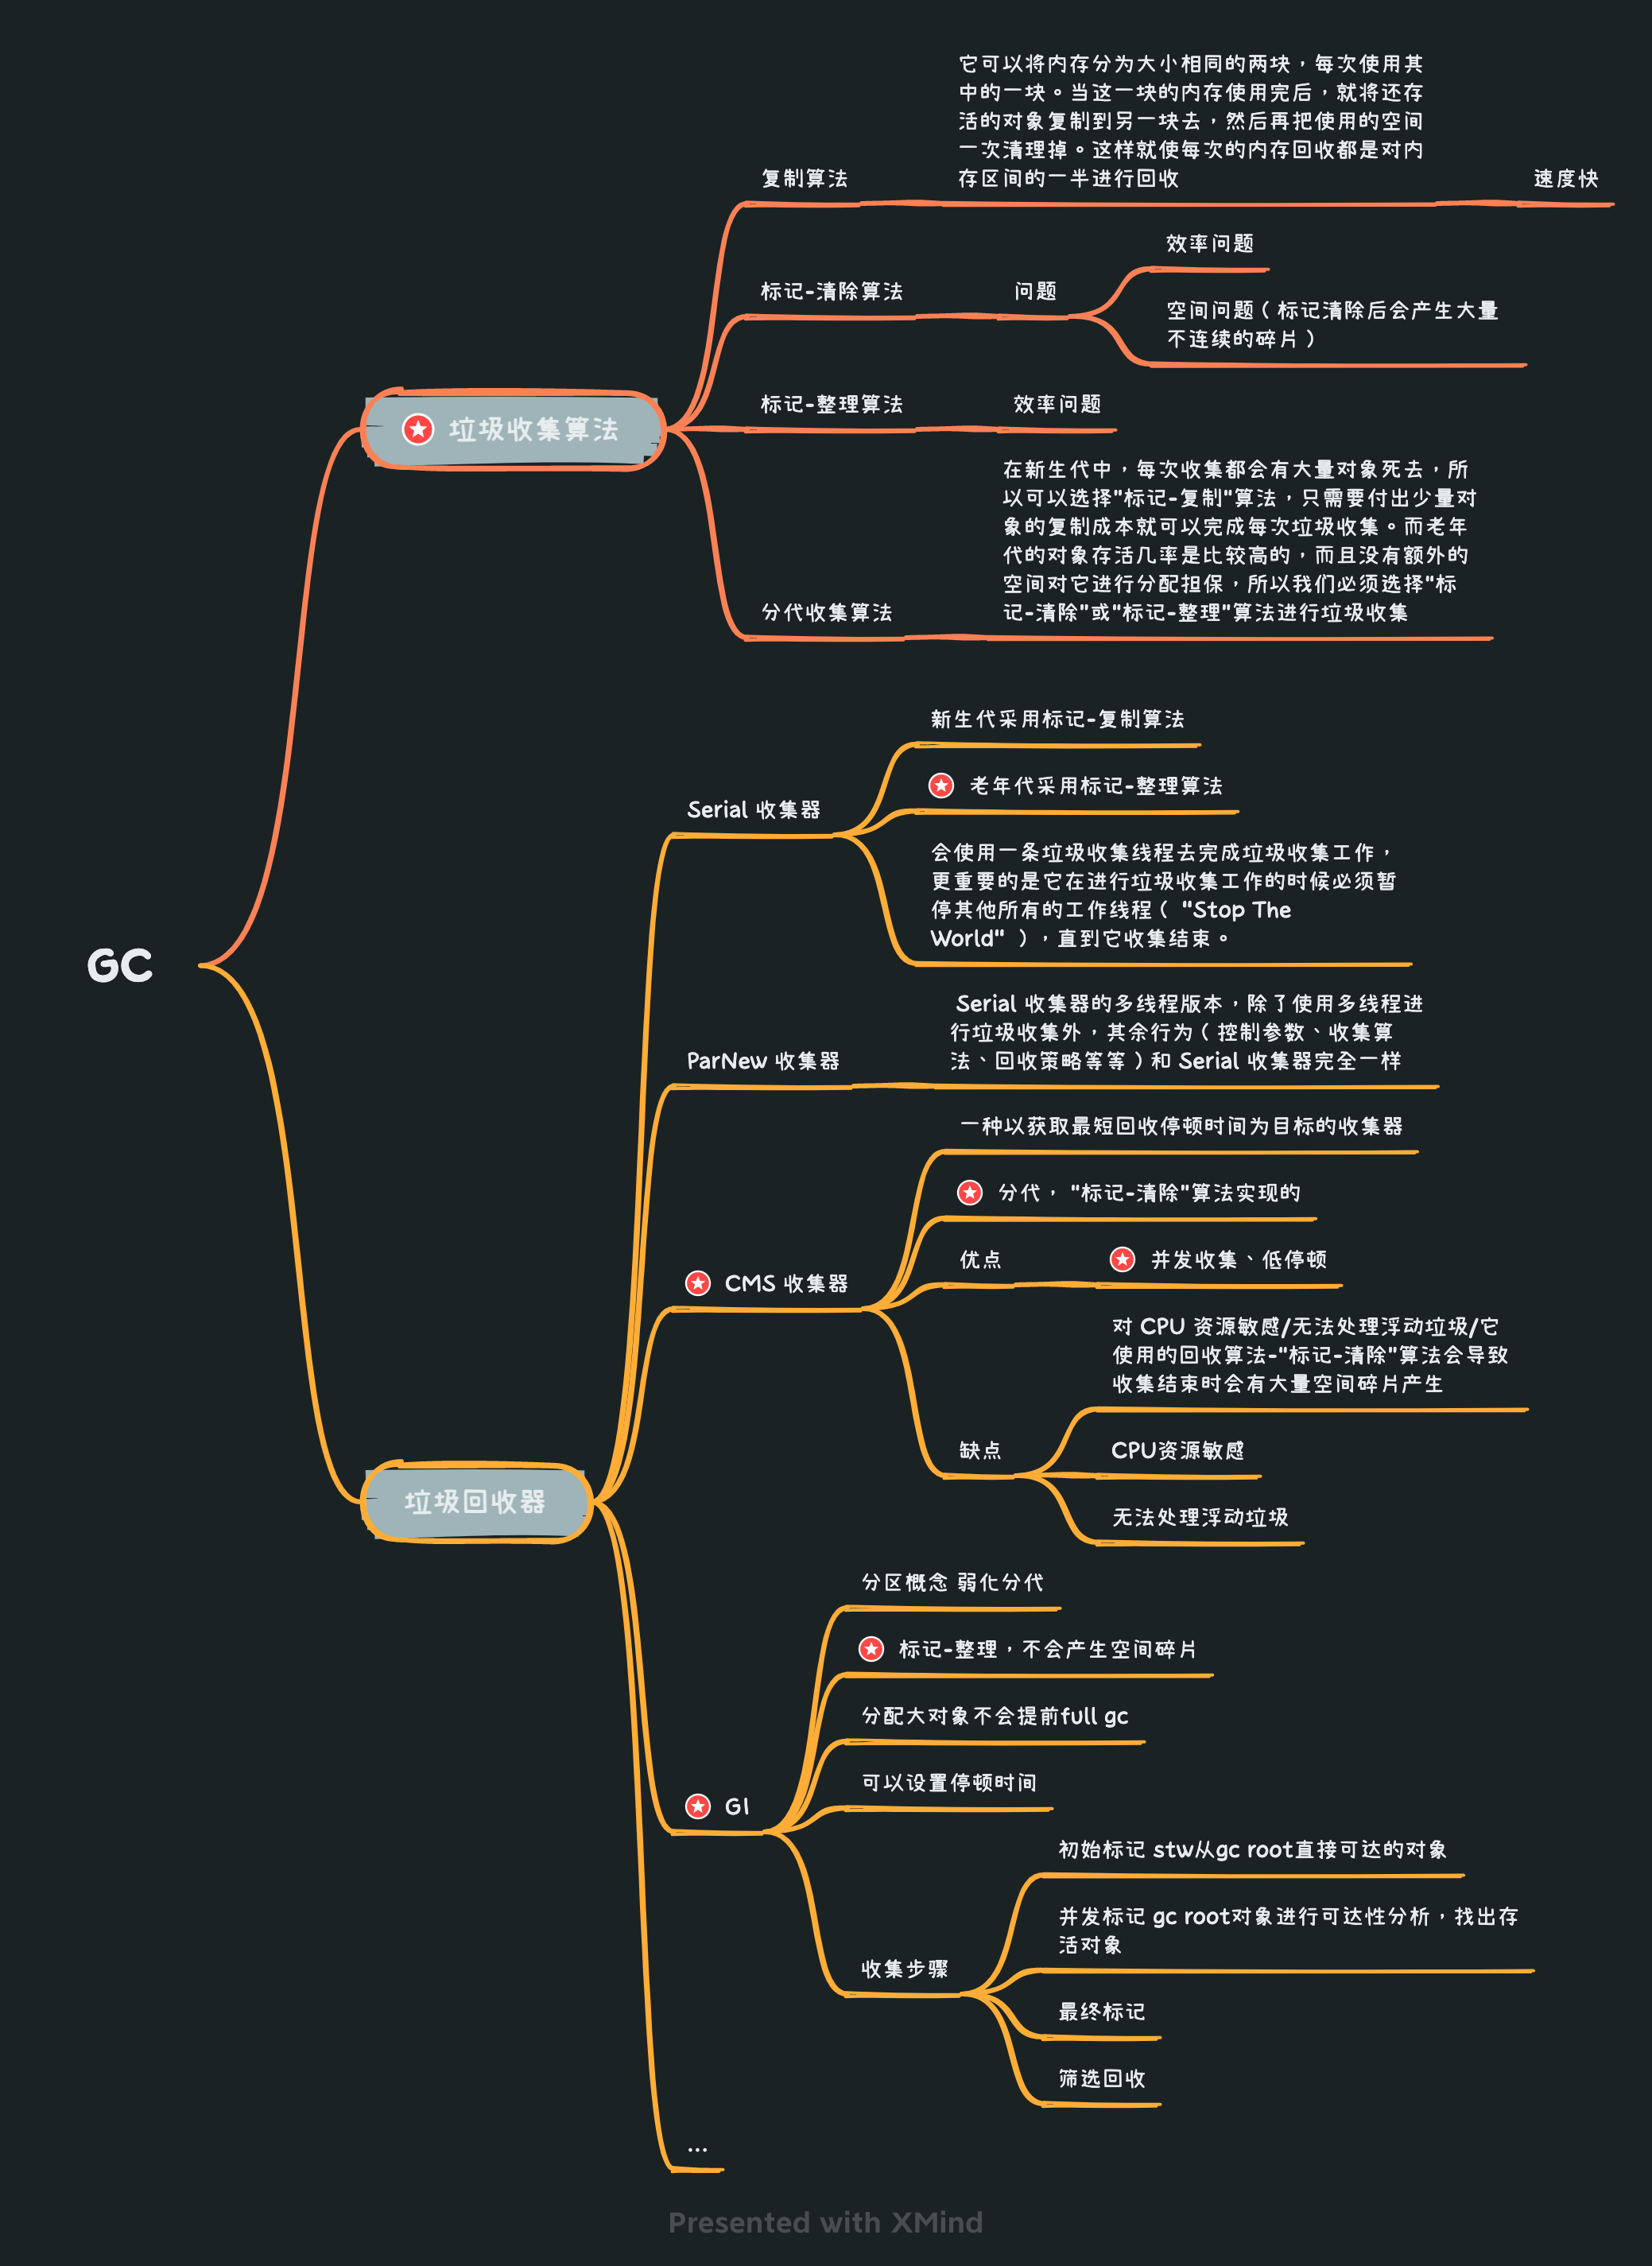 GC
垃圾收集算法
复制算法
它可以将内存分为大小相同的两块，每次使用其
中的一块。当这一块的内存使用完后，就将还存
活的对象复制到另一块去，然后再把使用的空间
一次清理掉。这样就使每次的内存回收都是对内
存区间的一半进行回收
速度快
标记-清除算法
问题
效率问题
空间问题（标记清除后会产生大量
不连续的碎片）
标记-整理算法
效率问题
分代收集算法
在新生代中，每次收集都会有大量对象死去，所
以可以选择"标记-复制"算法，只需要付出少量对
象的复制成本就可以完成每次垃圾收集。而老年
代的对象存活几率是比较高的，而且没有额外的
空间对它进行分配担保，所以我们必须选择"标
记-清除"或"标记-整理"算法进行垃圾收集
垃圾回收器
Serial 收集器
新生代采用标记-复制算法
老年代采用标记-整理算法
会使用一条垃圾收集线程去完成垃圾收集工作，
更重要的是它在进行垃圾收集工作的时候必须暂
停其他所有的工作线程（ "Stop The
World" ），直到它收集结束。
ParNew 收集器
Serial 收集器的多线程版本，除了使用多线程进
行垃圾收集外，其余行为（控制参数、收集算
法、回收策略等等）和 Serial 收集器完全一样
CMS 收集器
一种以获取最短回收停顿时间为目标的收集器
分代，"标记-清除"算法实现的
优点
并发收集、低停顿
缺点
对 CPU 资源敏感/无法处理浮动垃圾/它
使用的回收算法-"标记-清除"算法会导致
收集结束时会有大量空间碎片产生
CPU资源敏感
无法处理浮动垃圾
G1
分区概念 弱化分代
标记-整理，不会产生空间碎片
分配大对象不会提前full gc
可以设置停顿时间
收集步骤
初始标记 stw从gc root直接可达的对象
并发标记 gc root对象进行可达性分析，找出存
活对象
最终标记
筛选回收
...
Presented with XMind